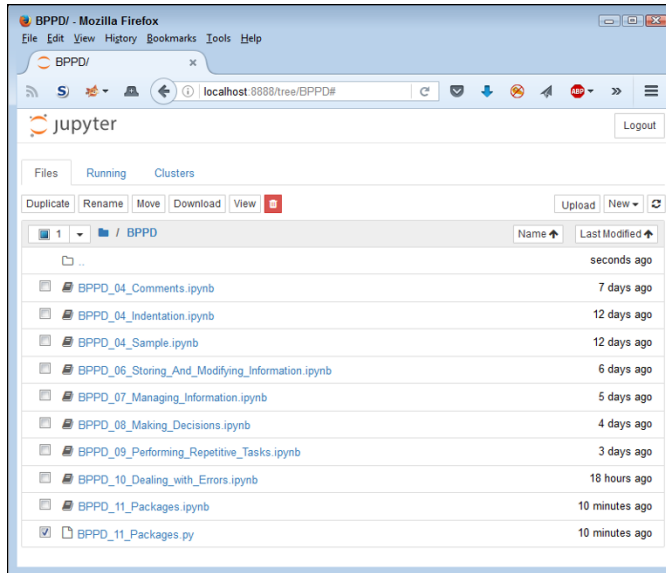 BPPD/ - Mozilla Firefox
File Edit View History Bookmarks Tools Help
BPPD/ ×
S) localhost:8888/tree/BPPD# ABP »
jupyter Logout
Files Running Clusters
Duplicate Rename Move Download View Upload New
1 / BPPD Name Last Modified
.. seconds ago
BPPD_04_Comments.ipynb 7 days ago
BPPD_04_Indentation.ipynb 12 days ago
BPPD_04_Sample.ipynb 12 days ago
BPPD_06_Storing_And_Modifying_Information.ipynb 6 days ago
BPPD_07_Managing_Information.ipynb 5 days ago
BPPD_08_Making_Decisions.ipynb 4 days ago
BPPD_09_Performing_Repetitive_Tasks.ipynb 3 days ago
BPPD_10_Dealing_with_Errors.ipynb 18 hours ago
BPPD_11_Packages.ipynb 10 minutes ago
BPPD_11_Packages.py 10 minutes ago